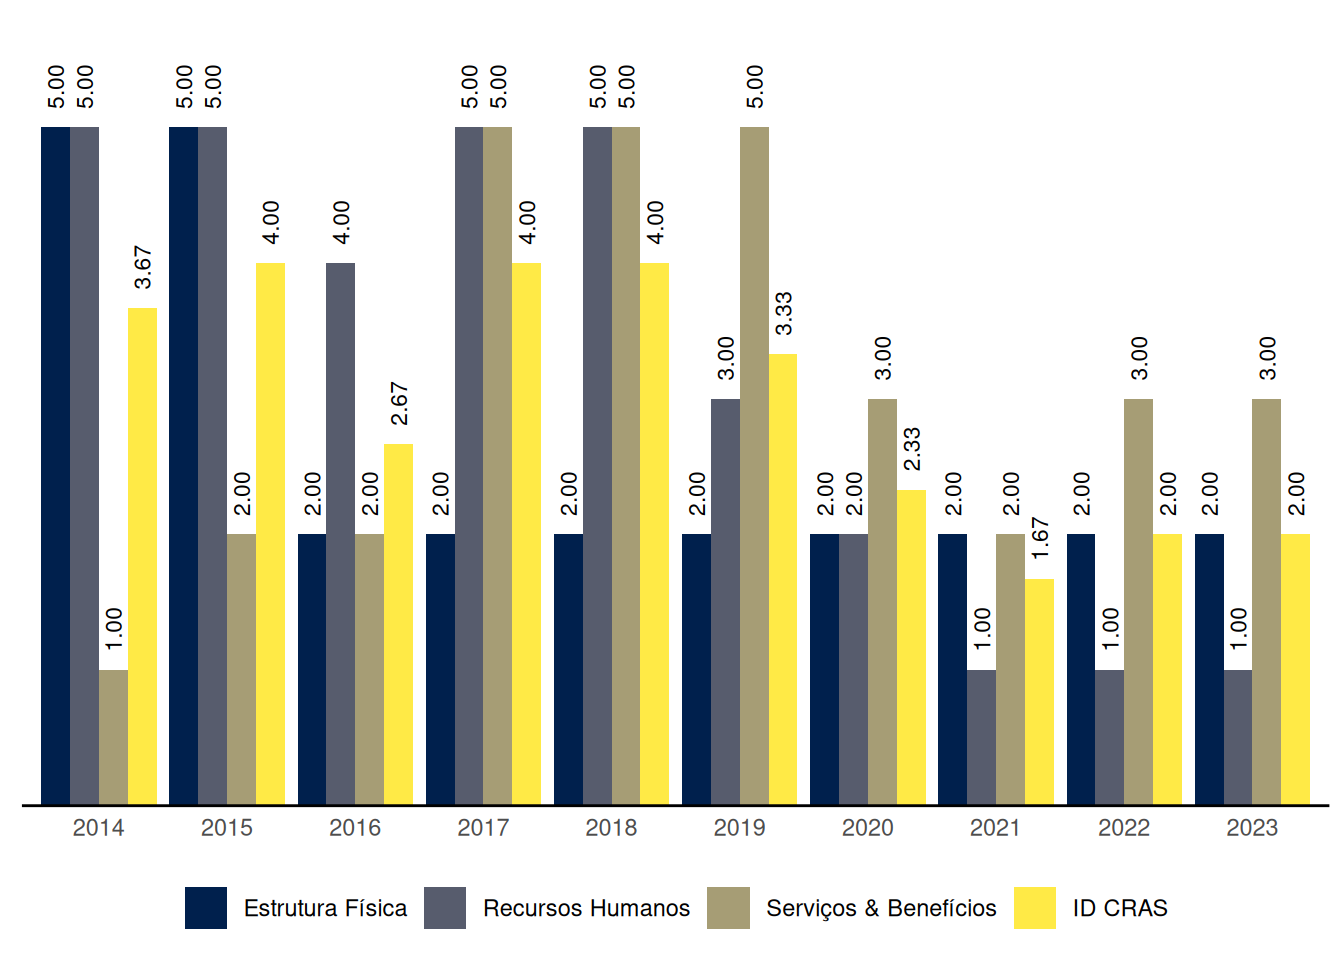 5.00 5.00 5.00 5.00 5.00 5.00 5.00 5.00 5.00
4.00 4.00 4.00 4.00
3.67
3.33
3.00 3.00 3.00 3.00
2.67
2.33
2.00 2.00 2.00 2.00 2.00 2.00 2.00 2.00 2.00 2.00 2.00 2.00 2.00 2.00
1.67
1.00 1.00 1.00 1.00
2014 2015 2016 2017 2018 2019 2020 2021 2022 2023
Estrutura Física Recursos Humanos Serviços & Benefícios ID CRAS